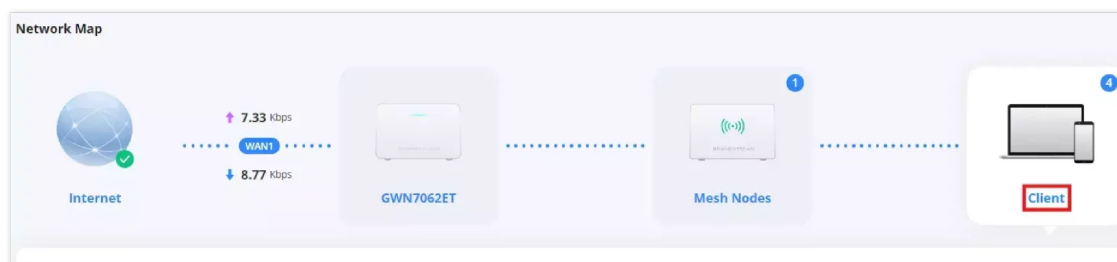 Network Map
1
4
7.33 Kbps
WAN1
8.77 Kbps
Internet
GWN7062ET
Mesh Nodes
Client